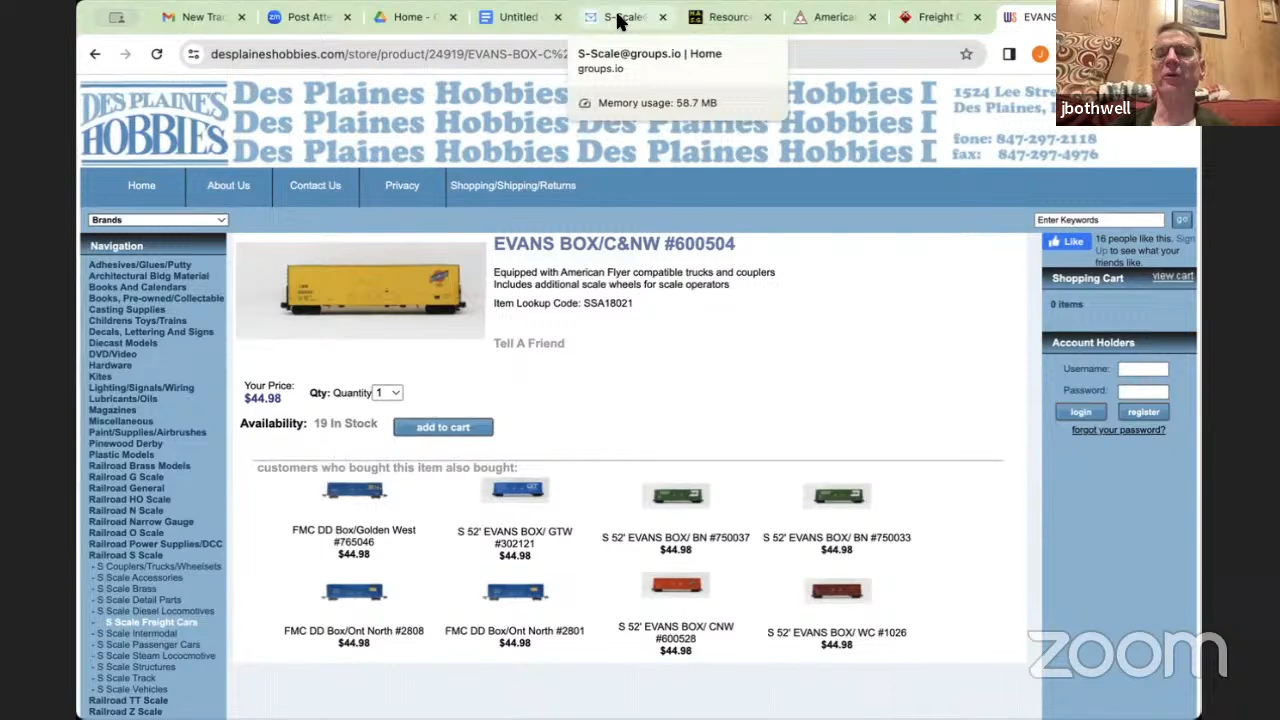 New Trac
Post Atte
Home - G
Untitled
S-Scale
Resourc
America
Freight C
EVANS
desplaineshobbies.com/store/product/24919/EVANS-BOX-C%2
S-Scale@groups.io | Home
groups.io
Memory usage: 58.7 MB
J
jbothwell
DES PLAINES
HOBBIES
Des Plaines Hobbies Des Plaines Hobbies D
Des Plaines Hobbies Des Plaines Hobbies D
Des Plaines Hobbies Des Plaines Hobbies D
1524 Lee Stre
Des Plaines, I
fone: 847-297-2118
fax: 847-297-4976
Home
About Us
Contact Us
Privacy
Shopping/Shipping/Returns
Brands
Enter Keywords
go
Navigation
Adhesives/Glues/Putty
Architectural Bldg Material
Books And Calendars
Books, Pre-owned/Collectable
Casting Supplies
Childrens Toys/Trains
Decals, Lettering And Signs
Diecast Models
DVD/Video
Hardware
Kites
Lighting/Signals/Wiring
Lubricants/Oils
Magazines
Miscellaneous
Paint/Supplies/Airbrushes
Pinewood Derby
Plastic Models
Railroad Brass Models
Railroad G Scale
Railroad General
Railroad HO Scale
Railroad N Scale
Railroad Narrow Gauge
Railroad O Scale
Railroad Power Supplies/DCC
Railroad S Scale
- S Couplers/Trucks/Wheelsets
- S Scale Accessories
- S Scale Brass
- S Scale Detail Parts
- S Scale Diesel Locomotives
- S Scale Freight Cars
- S Scale Intermodal
- S Scale Passenger Cars
- S Scale Steam Lococmotive
- S Scale Structures
- S Scale Track
- S Scale Vehicles
Railroad TT Scale
Railroad Z Scale
EVANS BOX/C&NW #600504
Equipped with American Flyer compatible trucks and couplers
Includes additional scale wheels for scale operators
Item Lookup Code: SSA18021
Tell A Friend
Your Price:
$44.98
Qty: Quantity 1
Availability: 19 In Stock
add to cart
customers who bought this item also bought:
FMC DD Box/Golden West
#765046
$44.98
S 52' EVANS BOX/ GTW
#302121
$44.98
S 52' EVANS BOX/ BN #750037
$44.98
S 52' EVANS BOX/ BN #750033
$44.98
FMC DD Box/Ont North #2808
$44.98
FMC DD Box/Ont North #2801
$44.98
S 52' EVANS BOX/ CNW
#600528
$44.98
S 52' EVANS BOX/ WC #1026
$44.98
Like
16 people like this. Sign
Up to see what your
friends like.
Shopping Cart
view cart
0 items
Account Holders
Username:
Password:
login
register
forgot your password?
zoom